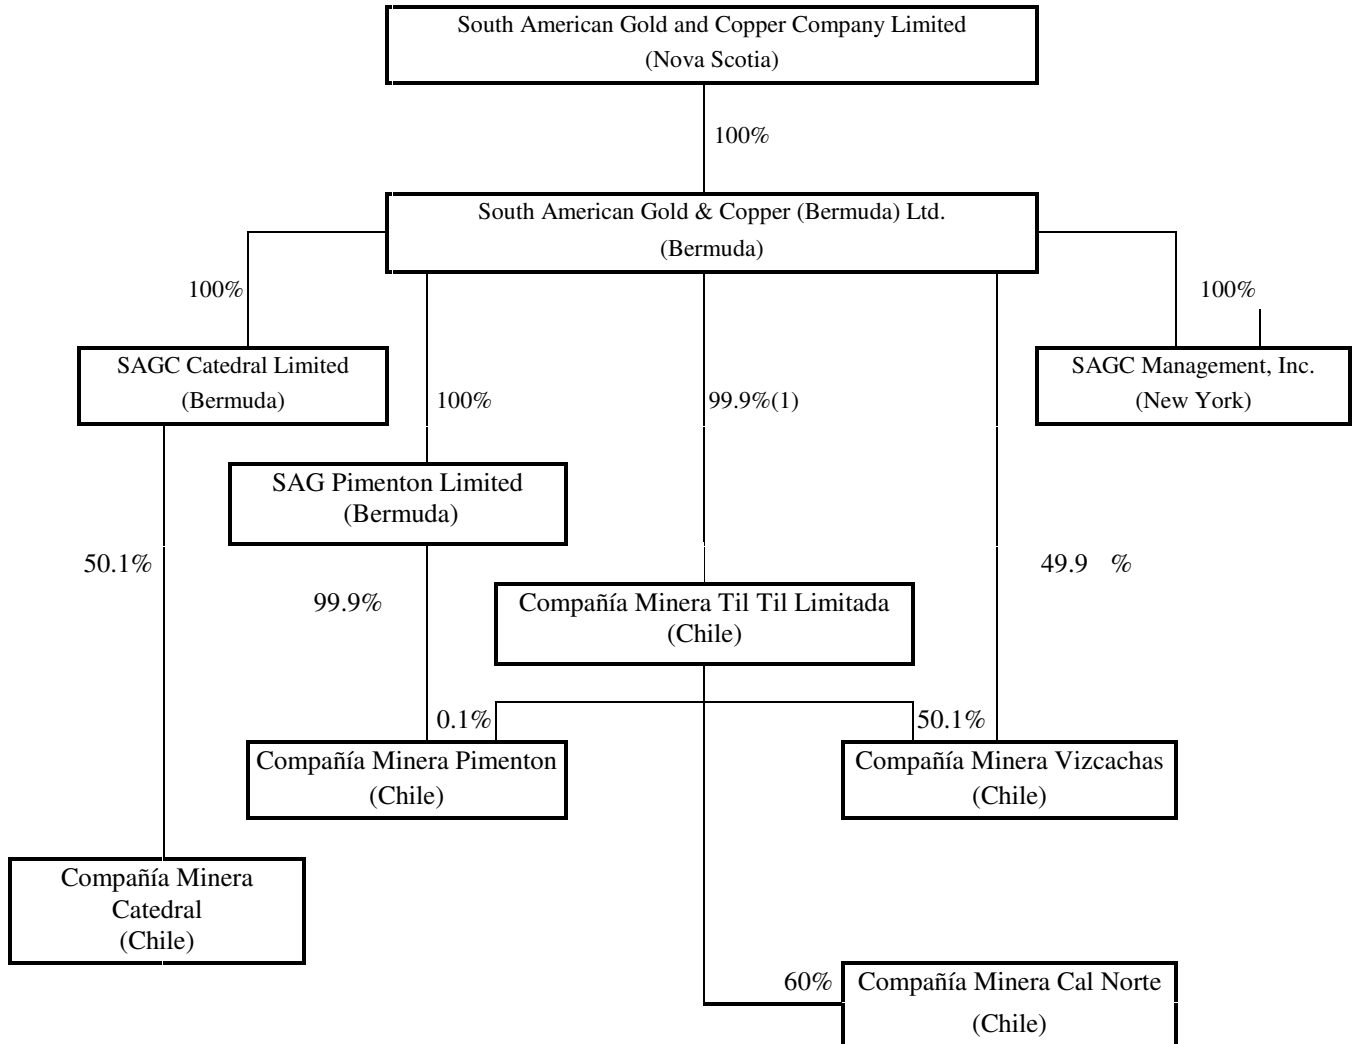 South American Gold and Copper Company Limited
(Nova Scotia)
100%
South American Gold & Copper (Bermuda) Ltd.
(Bermuda)
100%
100%
SAGC Catedral Limited
(Bermuda)
SAGC Management, Inc.
(New York)
100%
99.9%(1)
SAG Pimenton Limited
(Bermuda)
50.1%
49.9 %
99.9%
Compañía Minera Til Til Limitada
(Chile)
0.1%
50.1%
Compañía Minera Pimenton
(Chile)
Compañía Minera Vizcachas
(Chile)
Compañía Minera
Catedral
(Chile)
60%
Compañía Minera Cal Norte
(Chile)